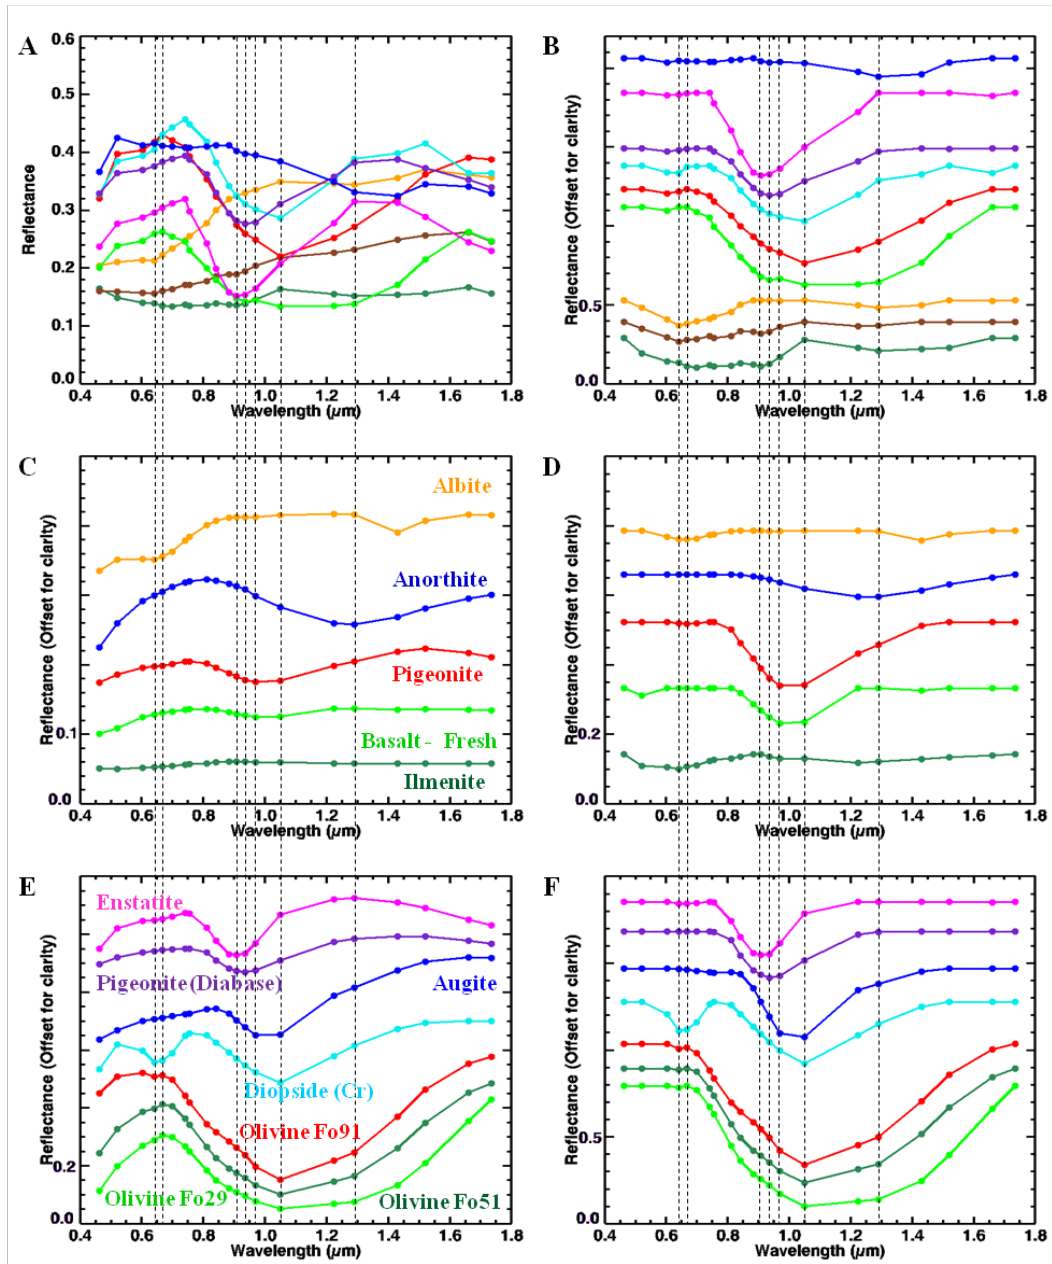 A
0.6
0.5
0.4
0.3
0.2
0.1
0.0
Reflectance
0.4 0.6 0.8 1.0 1.2 1.4 1.6 1.8
Wavelength (μm)
B
0.5
0.0
Reflectance (Offset for clarity)
0.4 0.6 0.8 1.0 1.2 1.4 1.6 1.8
Wavelength (μm)
C
Albite
Anorthite
Pigeonite
Basalt - Fresh
Ilmenite
0.1
0.0
Reflectance (Offset for clarity)
0.4 0.6 0.8 1.0 1.2 1.4 1.6 1.8
Wavelength (μm)
D
0.2
0.0
Reflectance (Offset for clarity)
0.4 0.6 0.8 1.0 1.2 1.4 1.6 1.8
Wavelength (μm)
E
Enstatite
Pigeonite (Diabase)
Augite
Diopside (Cr)
Olivine Fo91
Olivine Fo29
Olivine Fo51
0.2
0.0
Reflectance (Offset for clarity)
0.4 0.6 0.8 1.0 1.2 1.4 1.6 1.8
Wavelength (μm)
F
0.5
0.0
Reflectance (Offset for clarity)
0.4 0.6 0.8 1.0 1.2 1.4 1.6 1.8
Wavelength (μm)